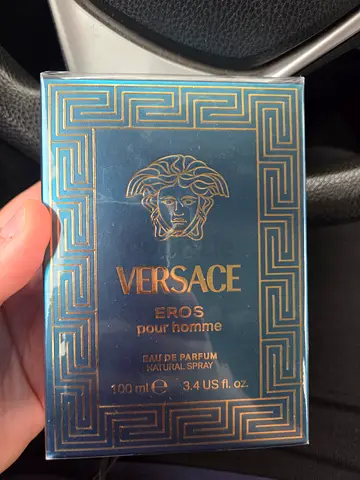 VERSACE
EROS
pour homme
EAU DE PARFUM
NATURAL SPRAY
100 ml ℮ 3.4 US fl. oz.